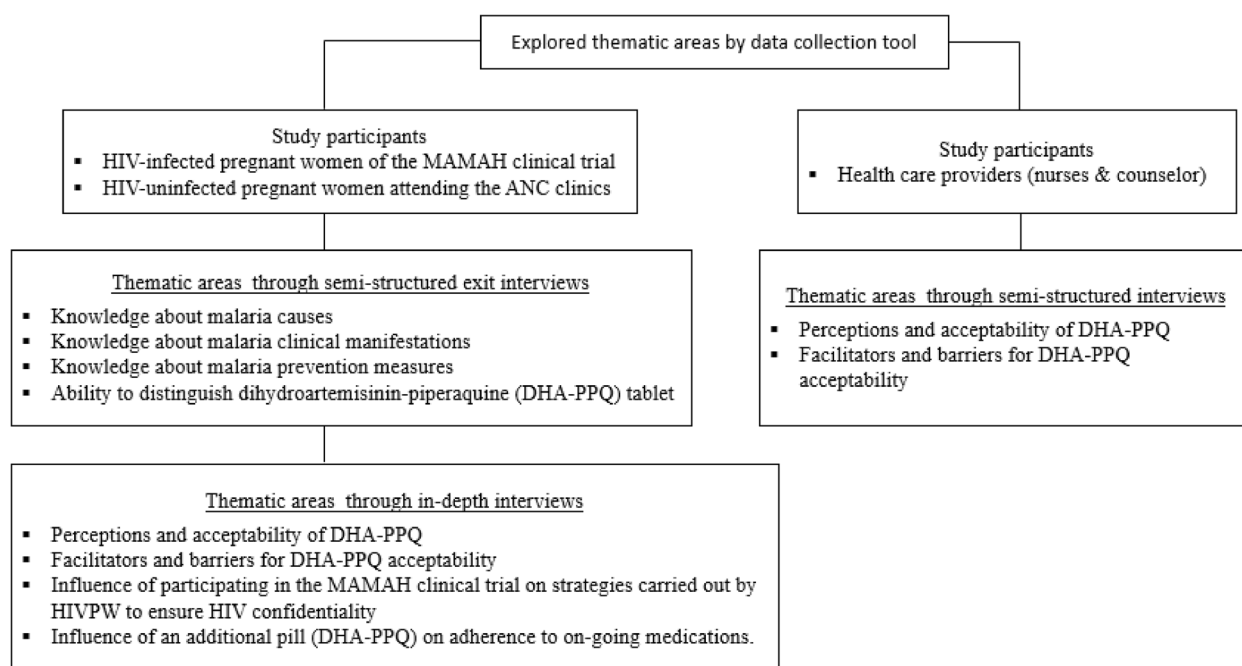 Explored thematic areas by data collection tool
Study participants
▪ HIV-infected pregnant women of the MAMAH clinical trial
▪ HIV-uninfected pregnant women attending the ANC clinics
Study participants
▪ Health care providers (nurses & counselor)
Thematic areas through semi-structured exit interviews
▪ Knowledge about malaria causes
▪ Knowledge about malaria clinical manifestations
▪ Knowledge about malaria prevention measures
▪ Ability to distinguish dihydroartemisinin-piperaquine (DHA-PPQ) tablet
Thematic areas through semi-structured interviews
▪ Perceptions and acceptability of DHA-PPQ
▪ Facilitators and barriers for DHA-PPQ
acceptability
Thematic areas through in-depth interviews
▪ Perceptions and acceptability of DHA-PPQ
▪ Facilitators and barriers for DHA-PPQ acceptability
▪ Influence of participating in the MAMAH clinical trial on strategies carried out by
HIVPW to ensure HIV confidentiality
▪ Influence of an additional pill (DHA-PPQ) on adherence to on-going medications.